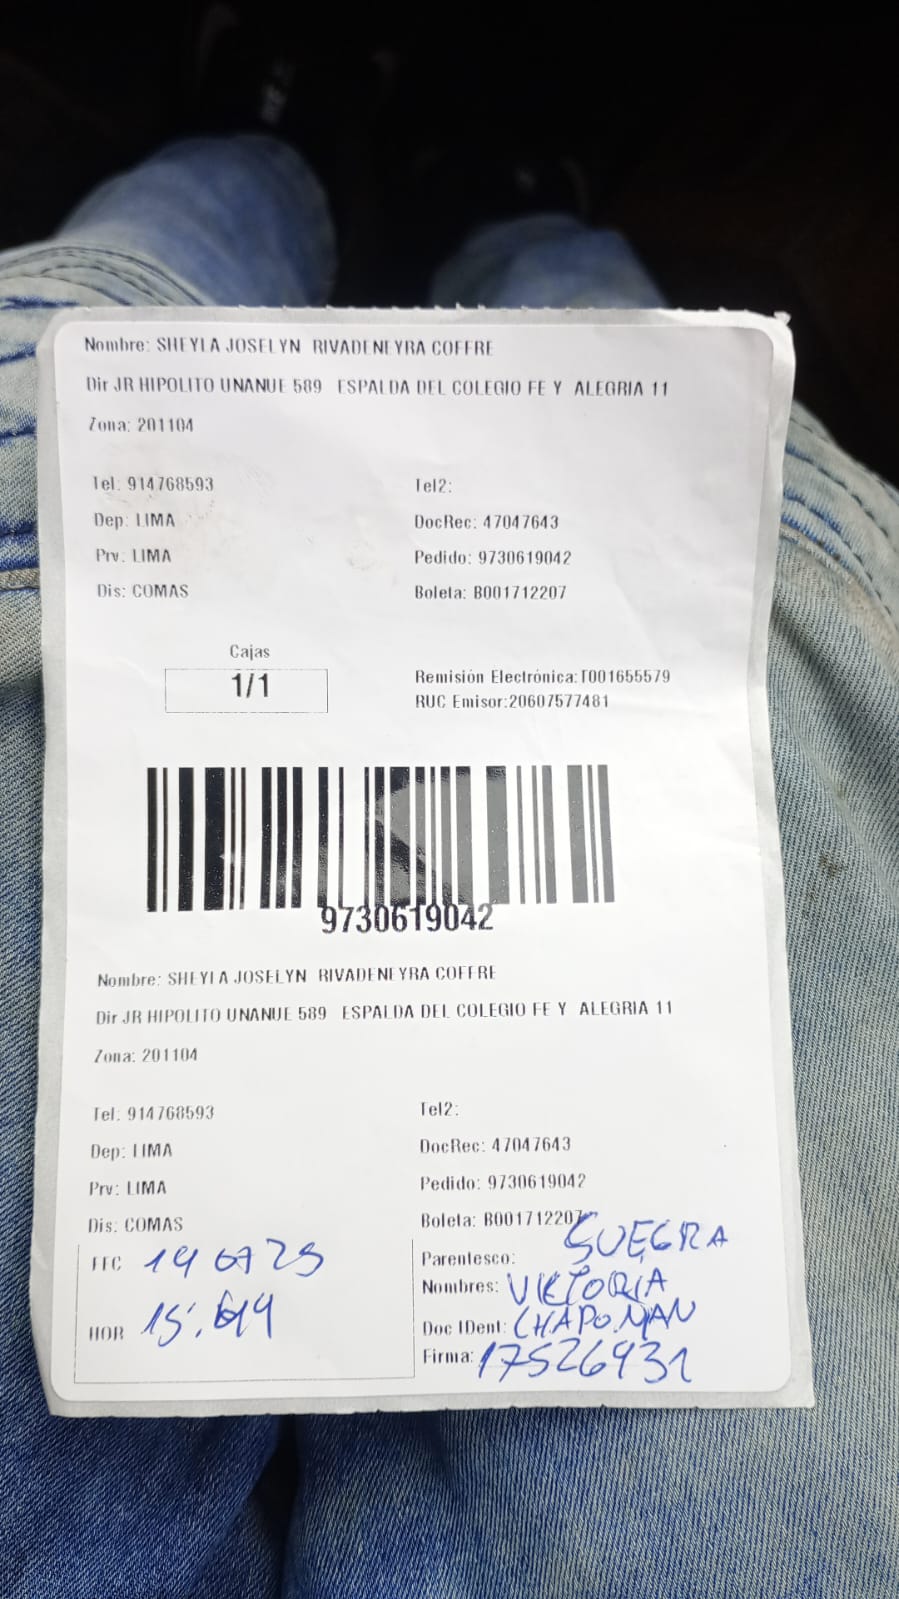 Nombre: SHEYLA JOSELYN RIVADENEYRA COFFRE
Dir JR HIPOLITO UNANUE 589 ESPALDA DEL COLEGIO FE Y ALEGRIA 11
Zona: 201104
Tel: 914768593 Tel2:
Dep: LIMA DocRec: 47047643
Prv: LIMA Pedido: 9730619042
Dis: COMAS Boleta: B001712207
Cajas
1/1
Remisión Electrónica: T001655579
RUC Emisor:20607577481
9730619042
Nombre: SHEYLA JOSELYN RIVADENEYRA COFFRE
Dir JR HIPOLITO UNANUE 589 ESPALDA DEL COLEGIO FE Y ALEGRIA 11
Zona: 201104
Tel: 914768593 Tel2:
Dep: LIMA DocRec: 47047643
Prv: LIMA Pedido: 9730619042
Dis: COMAS Boleta: B001712207
FEC 19 07 25 Parentesco: SUEGRA
Nombres: VIKTORIA
HOR Doc IDent: CHAPOÑAN
Firma: 17526931